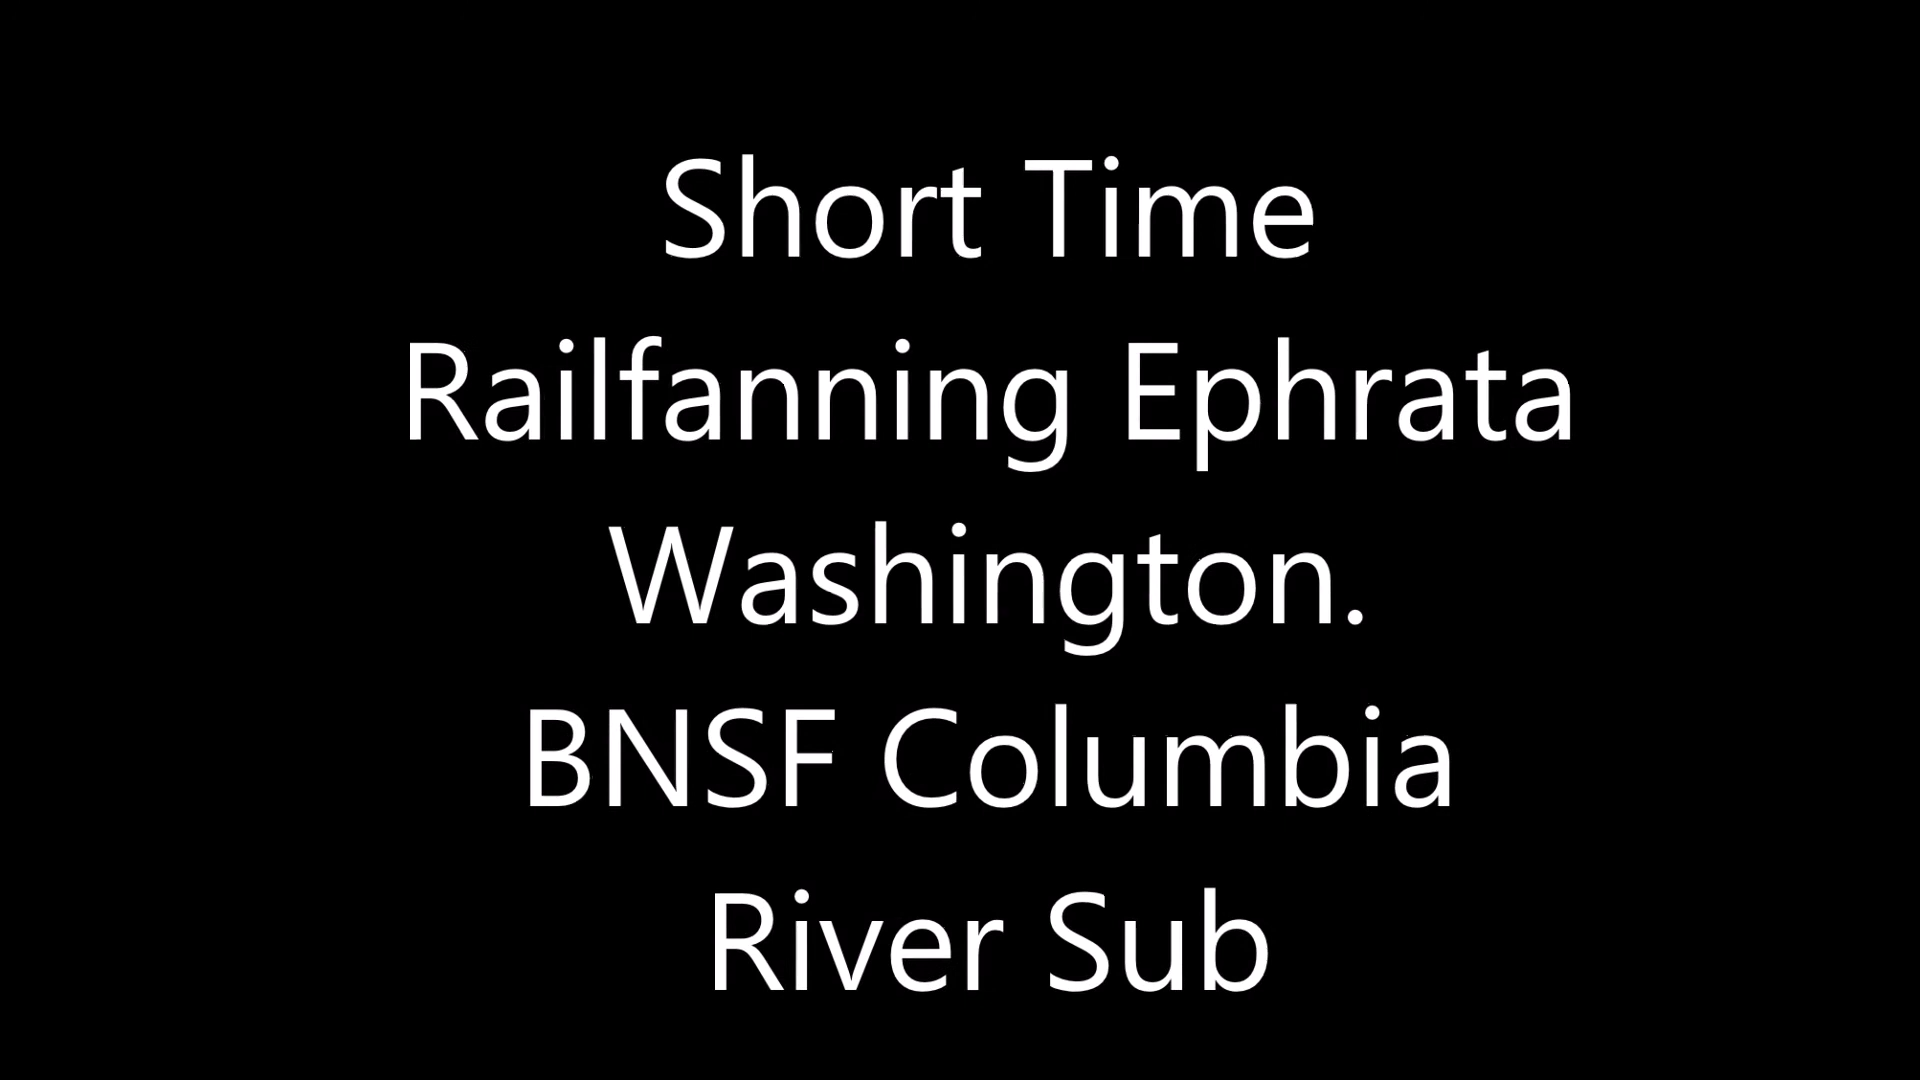 Short Time
Railfanning Ephrata
Washington.
BNSF Columbia
River Sub